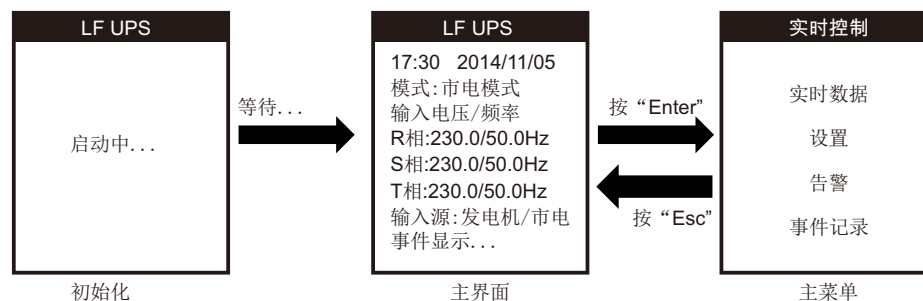 LF UPS
启动中...
初始化
等待...
LF UPS
17:30 2014/11/05
模式:市电模式
输入电压/频率
R相:230.0/50.0Hz
S相:230.0/50.0Hz
T相:230.0/50.0Hz
输入源:发电机/市电
事件显示...
主界面
按“Enter”
按“Esc”
实时控制
实时数据
设置
告警
事件记录
主菜单